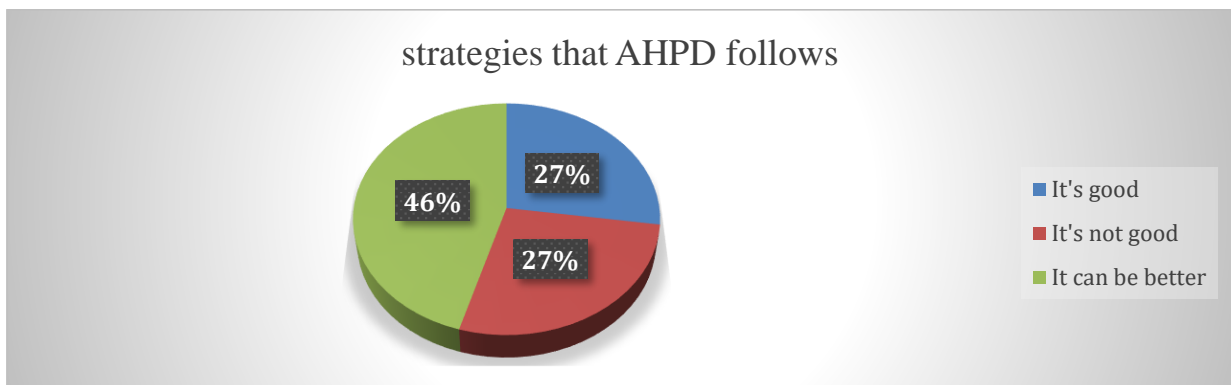 strategies that AHPD follows
27%
46%
27%
It's good
It's not good
It can be better